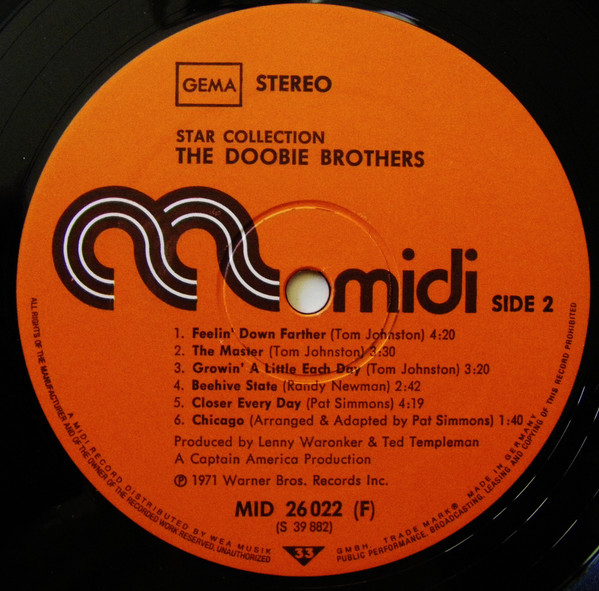 GEMA STEREO
STAR COLLECTION
THE DOOBIE BROTHERS
midi
SIDE 2
1. Feelin' Down Farther (Tom Johnston) 4:20
2. The Master (Tom Johnston) 3:30
3. Growin' A Little Each Day (Tom Johnston) 3:20
4. Beehive State (Randy Newman) 2:42
5. Closer Every Day (Pat Simmons) 4:19
6. Chicago (Arranged & Adapted by Pat Simmons) 1:40
Produced by Lenny Waronker & Ted Templeman
A Captain America Production
℗ 1971 Warner Bros. Records Inc.
MID 26 022 (F)
(S 39 882)
33
A MIDI RECORD DISTRIBUTED BY WEA MUSIK GMBH. TRADE MARK® MADE IN GERMANY
ALL RIGHTS OF THE MANUFACTURER AND OF THE OWNER OF THE RECORDED WORK RESERVED, UNAUTHORIZED PUBLIC PERFORMANCE, BROADCASTING, LEASING AND COPYING OF THIS RECORD PROHIBITED